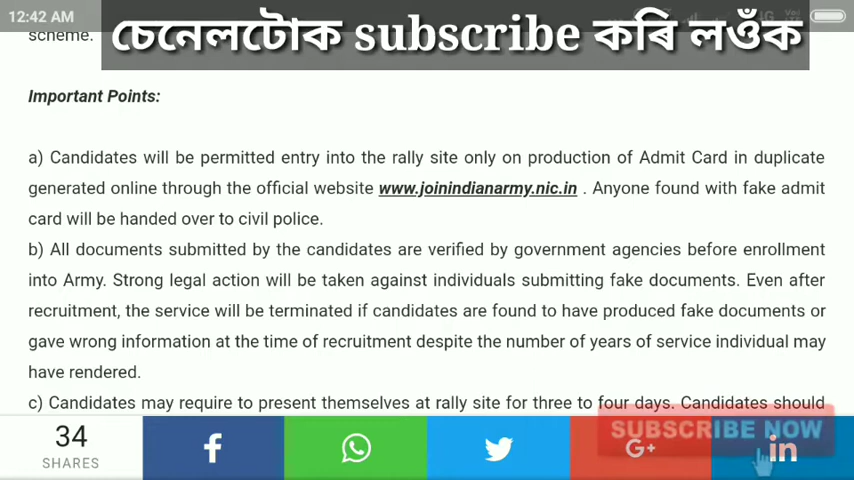 12:42 AM
চেনেলটোক subscribe কৰি লওঁক
scheme.
Important Points:
a) Candidates will be permitted entry into the rally site only on production of Admit Card in duplicate
generated online through the official website www.joinindianarmy.nic.in . Anyone found with fake admit
card will be handed over to civil police.
b) All documents submitted by the candidates are verified by government agencies before enrollment
into Army. Strong legal action will be taken against individuals submitting fake documents. Even after
recruitment, the service will be terminated if candidates are found to have produced fake documents or
gave wrong information at the time of recruitment despite the number of years of service individual may
have rendered.
c) Candidates may require to present themselves at rally site for three to four days. Candidates should
34
SHARES
SUBSCRIBE NOW
G+
in